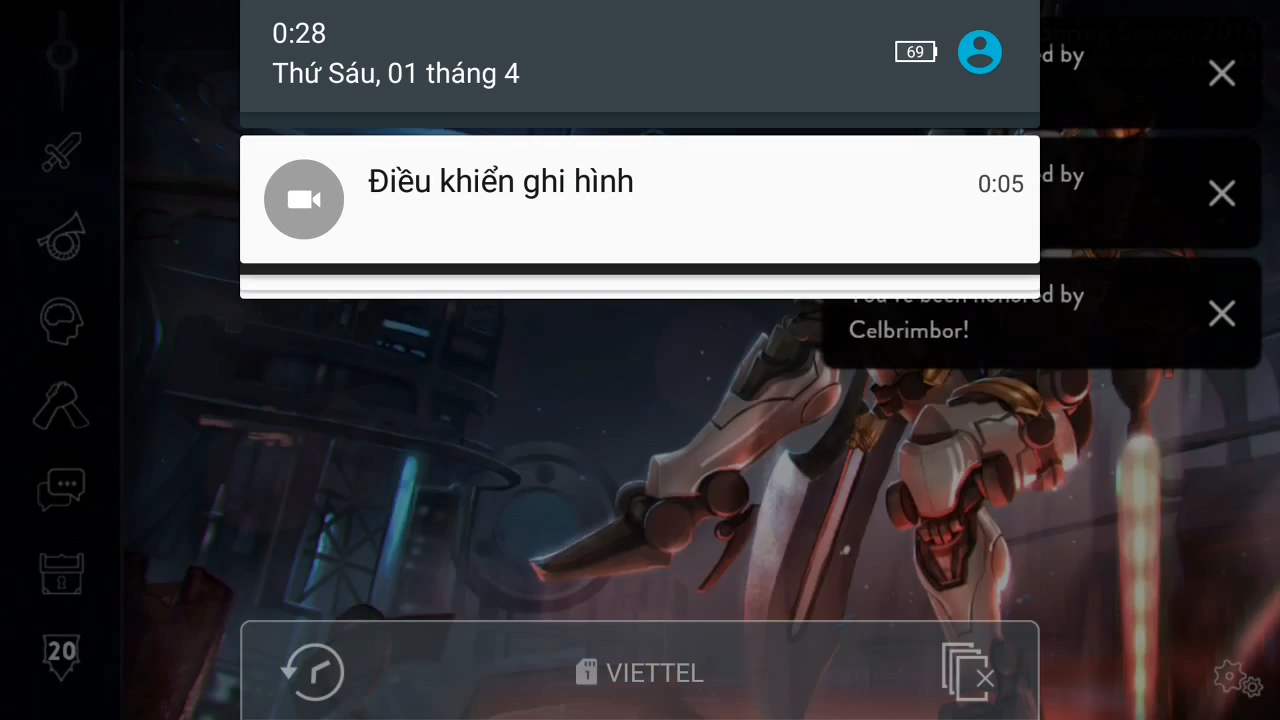 0:28
Thứ Sáu, 01 tháng 4
69
Điều khiển ghi hình
0:05
d by
d by
You've been honored by
Celbrimbor!
20
1
VIETTEL